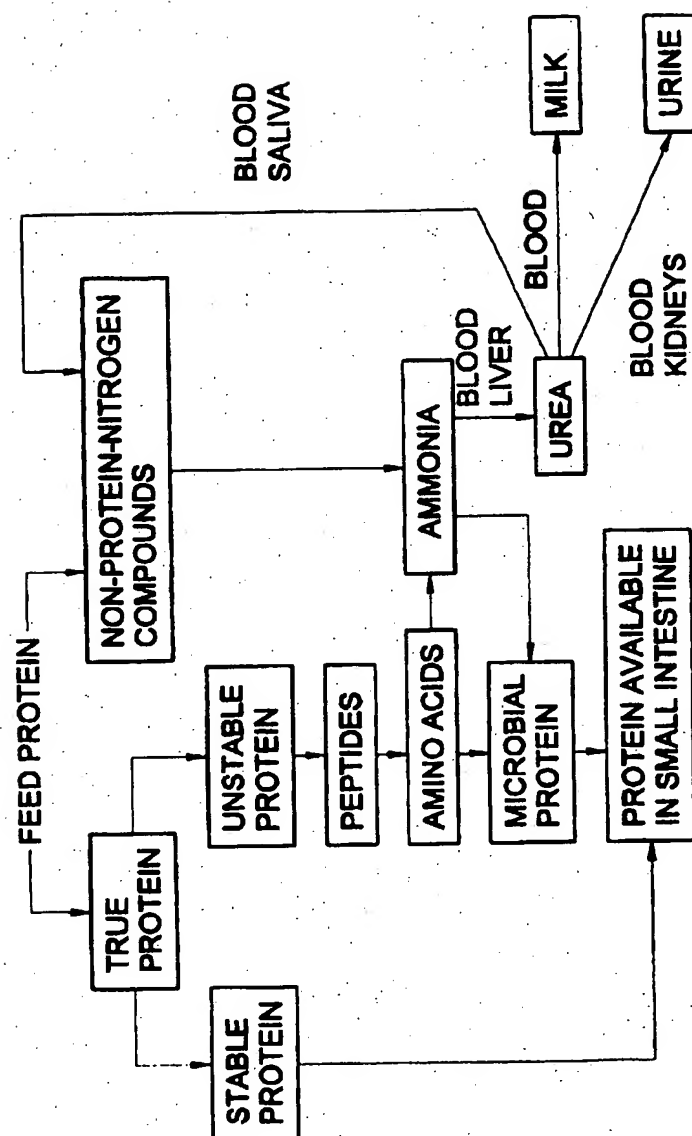 FEED PROTEIN
TRUE
PROTEIN
NON-PROTEIN-NITROGEN
COMPOUNDS
BLOOD
SALIVA
STABLE
PROTEIN
UNSTABLE
PROTEIN
PEPTIDES
AMINO ACIDS
AMMONIA
BLOOD
LIVER
MICROBIAL
PROTEIN
UREA
BLOOD
MILK
BLOOD
KIDNEYS
URINE
PROTEIN AVAILABLE
IN SMALL INTESTINE